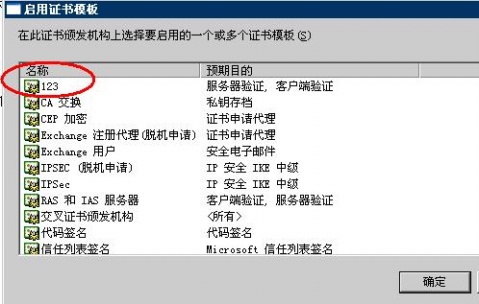 启用证书模板
在此证书颁发机构上选择要启用的一个或多个证书模板(S)
名称 预期目的
123 服务器验证, 客户端验证
CA 交换 私钥存档
CEP 加密 证书申请代理
Exchange 注册代理(脱机申请) 证书申请代理
Exchange 用户 安全电子邮件
IPSEC (脱机申请) IP 安全 IKE 中级
IPSec IP 安全 IKE 中级
RAS 和 IAS 服务器 客户端验证, 服务器验证
交叉证书颁发机构 <所有>
代码签名 代码签名
信任列表签名 Microsoft 信任列表签名
确定